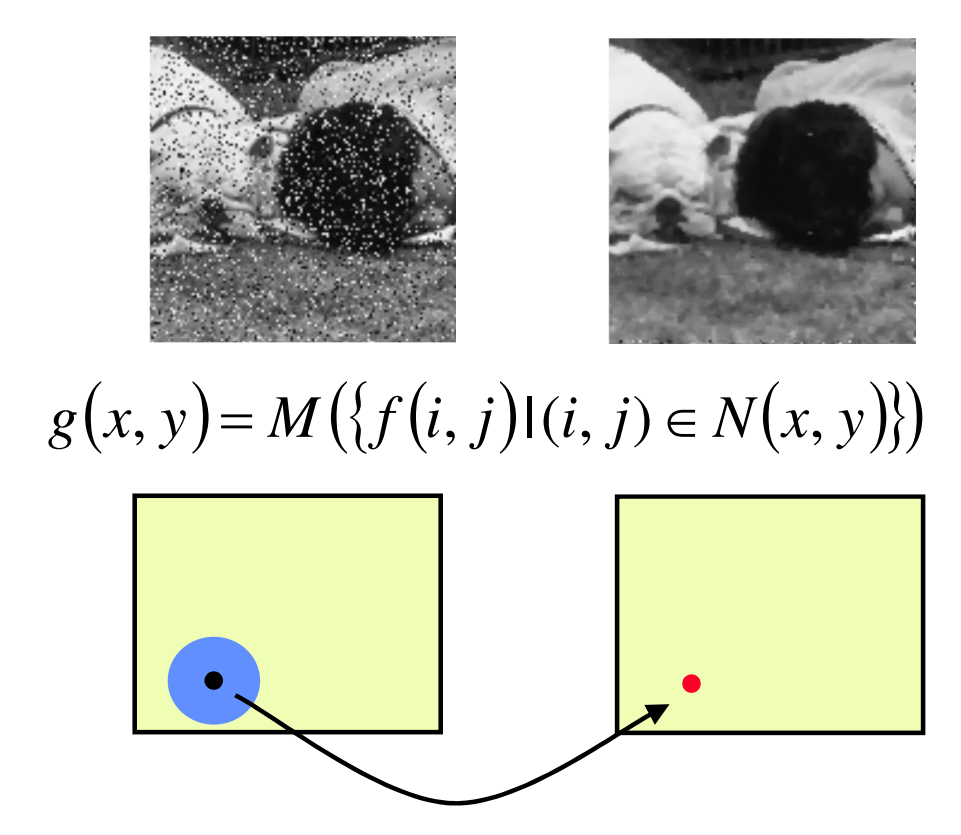 g(x, y) = M({f(i, j)|(i, j) ∈ N(x, y)})